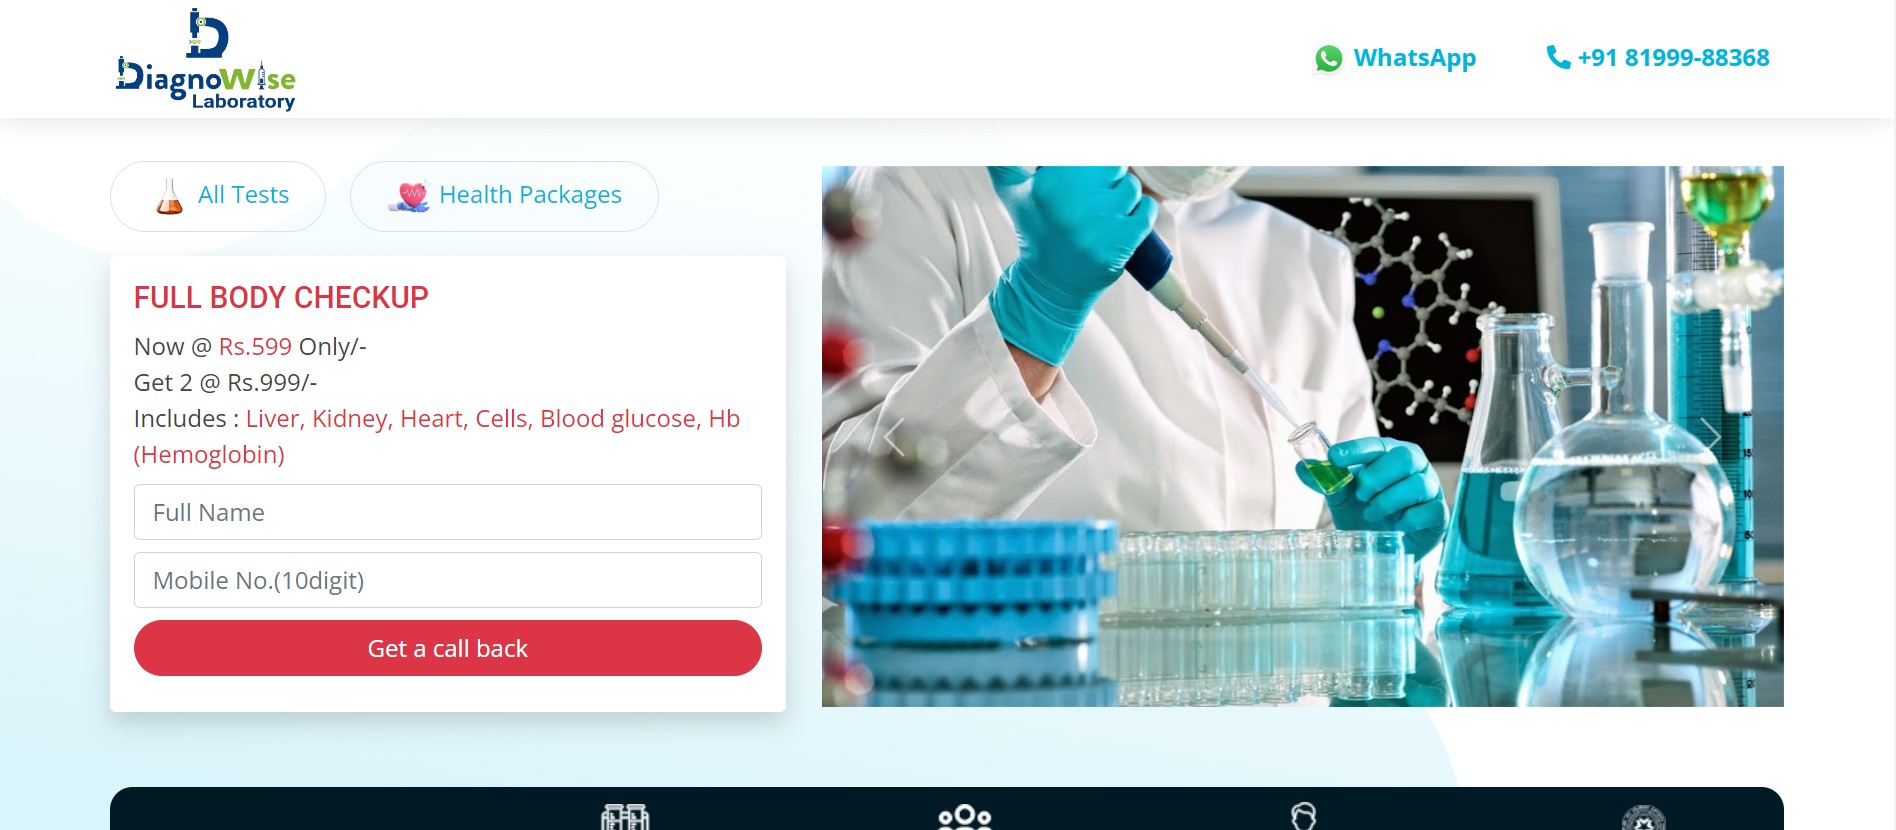 DiagnoWise
Laboratory
WhatsApp
+91 81999-88368
All Tests
Health Packages
FULL BODY CHECKUP
Now @ Rs.599 Only/-
Get 2 @ Rs.999/-
Includes : Liver, Kidney, Heart, Cells, Blood glucose, Hb
(Hemoglobin)
Full Name
Mobile No.(10digit)
Get a call back